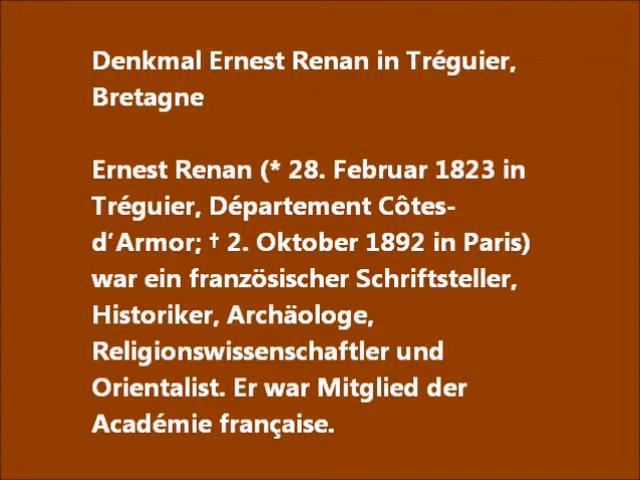 Denkmal Ernest Renan in Tréguier,
Bretagne
Ernest Renan (* 28. Februar 1823 in
Tréguier, Département Côtes-
d’Armor; † 2. Oktober 1892 in Paris)
war ein französischer Schriftsteller,
Historiker, Archäologe,
Religionswissenschaftler und
Orientalist. Er war Mitglied der
Académie française.